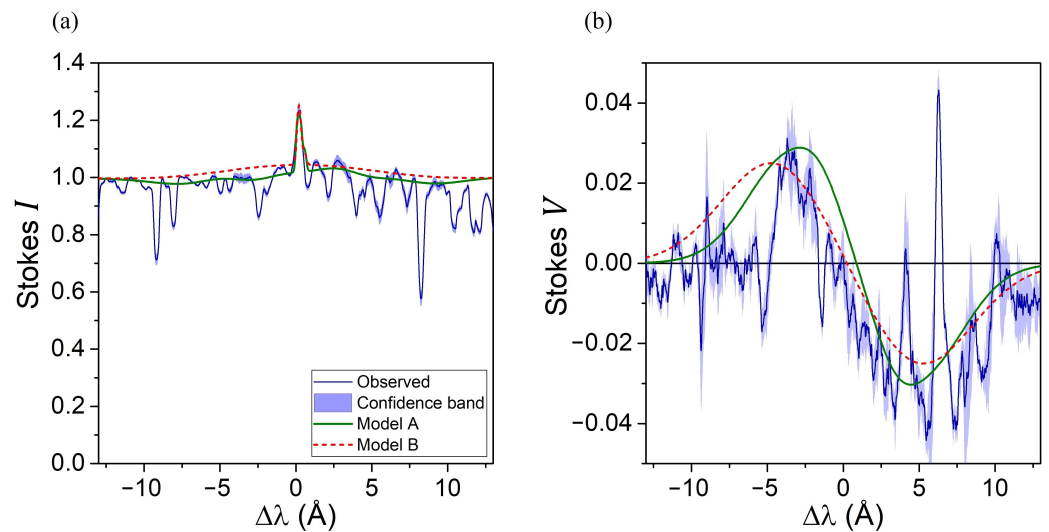 (a)
(b)
1.4
1.2
1.0
0.8
0.6
0.4
0.2
0.0
Stokes I
−10
−5
0
5
10
Δλ (Å)
Observed
Confidence band
Model A
Model B
0.04
0.02
0.00
−0.02
−0.04
Stokes V
−10
−5
0
5
10
Δλ (Å)